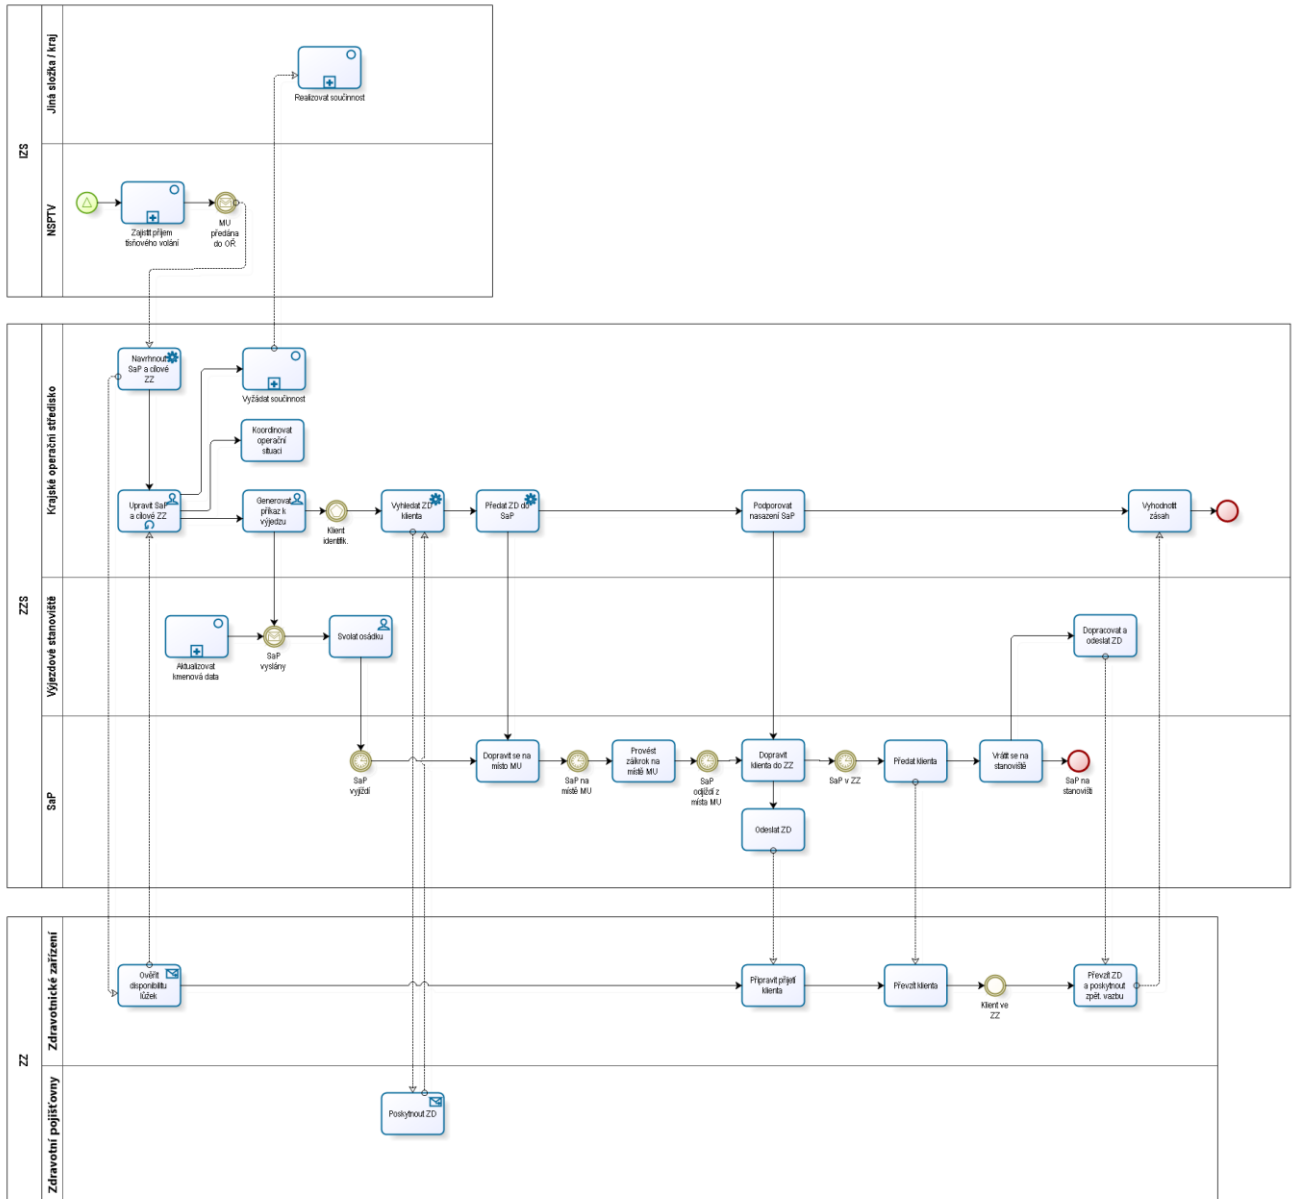 IZS
Jiná složka / kraj
Realizovat součinnost
NSPTV
Zajistit příjem
tísňového volání
MU
předána
do OŘ
ZZS
Krajské operační středisko
Navrhnout
SaP a cílové
ZZ
Vyžádat součinnost
Koordinovat
operační
situaci
Upravit SaP
a cílové ZZ
Generovat
příkaz k
výjezdu
Klient
identifik.
Vyhledat ZD
klienta
Předat ZD do
SaP
Podporovat
nasazení SaP
Vyhodnotit
zásah
Výjezdové stanoviště
Aktualizovat
kmenová data
SaP
vyslány
Svolat osádku
Dopracovat a
odeslat ZD
SaP
SaP
vyjíždí
Dopravit se na
místo MU
SaP na
místě MU
Provést
zákrok na
místě MU
SaP
odjíždí z
místa MU
Dopravit
klienta do ZZ
SaP v ZZ
Předat klienta
Vrátit se na
stanoviště
SaP na
stanovišti
Odeslat ZD
ZZ
Zdravotnické zařízení
Ověřit
disponibilitu
lůžek
Připravit přijetí
klienta
Převzít klienta
Klient ve
ZZ
Převzít ZD
a poskytnout
zpět. vazbu
Zdravotní pojišťovny
Poskytnout ZD